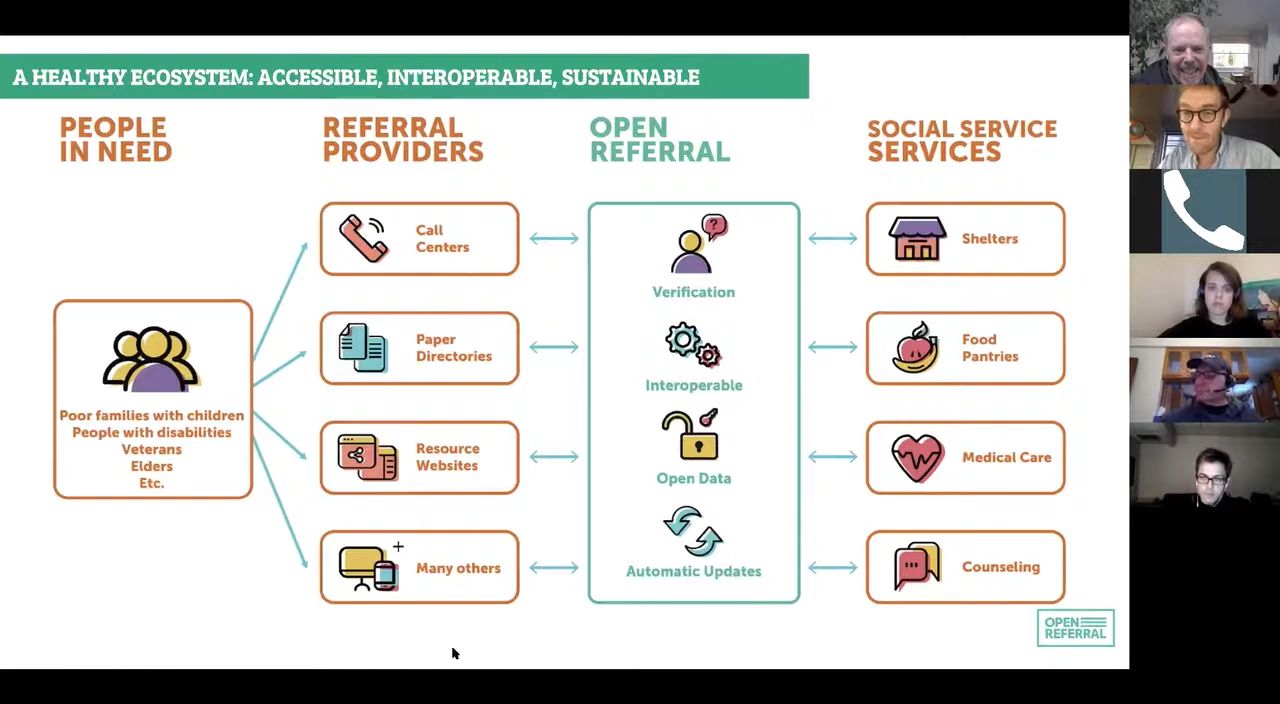 A HEALTHY ECOSYSTEM: ACCESSIBLE, INTEROPERABLE, SUSTAINABLE
PEOPLE
IN NEED
Poor families with children
People with disabilities
Veterans
Elders
Etc.
REFERRAL
PROVIDERS
Call
Centers
Paper
Directories
Resource
Websites
+
Many others
OPEN
REFERRAL
?
Verification
Interoperable
Open Data
Automatic Updates
SOCIAL SERVICE
SERVICES
Shelters
Food
Pantries
Medical Care
Counseling
OPEN
REFERRAL